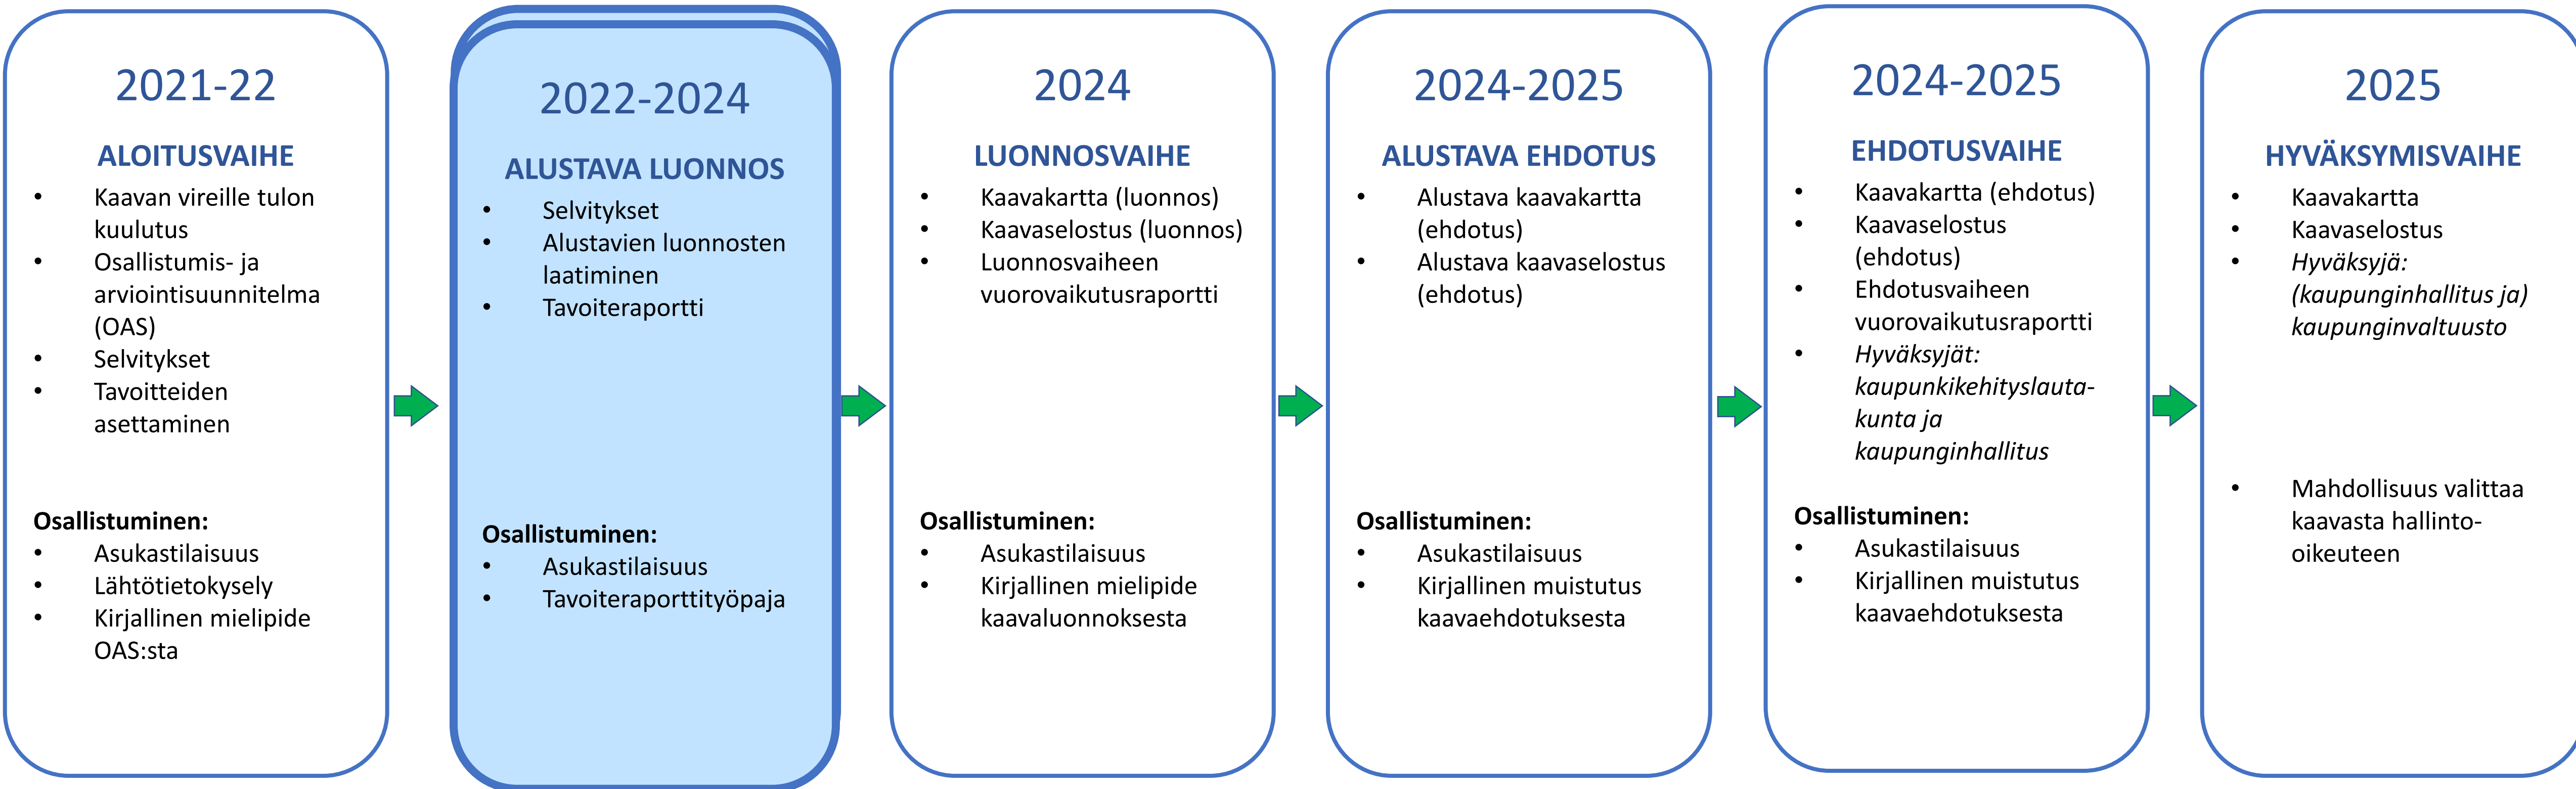 2021-22
ALOITUSVAIHE
• Kaavan vireille tulon
kuulutus
• Osallistumis- ja
arviointisuunnitelma
(OAS)
• Selvitykset
• Tavoitteiden
asettaminen
Osallistuminen:
• Asukastilaisuus
• Lähtötietokysely
• Kirjallinen mielipide
OAS:sta
2022-2024
ALUSTAVA LUONNOS
• Selvitykset
• Alustavien luonnosten
laatiminen
• Tavoiteraportti
Osallistuminen:
• Asukastilaisuus
• Tavoiteraporttityöpaja
2024
LUONNOSVAIHE
• Kaavakartta (luonnos)
• Kaavaselostus (luonnos)
• Luonnosvaiheen
vuorovaikutusraportti
Osallistuminen:
• Asukastilaisuus
• Kirjallinen mielipide
kaavaluonnoksesta
2024-2025
ALUSTAVA EHDOTUS
• Alustava kaavakartta
(ehdotus)
• Alustava kaavaselostus
(ehdotus)
Osallistuminen:
• Asukastilaisuus
• Kirjallinen muistutus
kaavaehdotuksesta
2024-2025
EHDOTUSVAIHE
• Kaavakartta (ehdotus)
• Kaavaselostus
(ehdotus)
• Ehdotusvaiheen
vuorovaikutusraportti
• Hyväksyjät:
kaupunkikehityslauta-
kunta ja
kaupunginhallitus
Osallistuminen:
• Asukastilaisuus
• Kirjallinen muistutus
kaavaehdotuksesta
2025
HYVÄKSYMISVAIHE
• Kaavakartta
• Kaavaselostus
• Hyväksyjä:
(kaupunginhallitus ja)
kaupunginvaltuusto
• Mahdollisuus valittaa
kaavasta hallinto-
oikeuteen